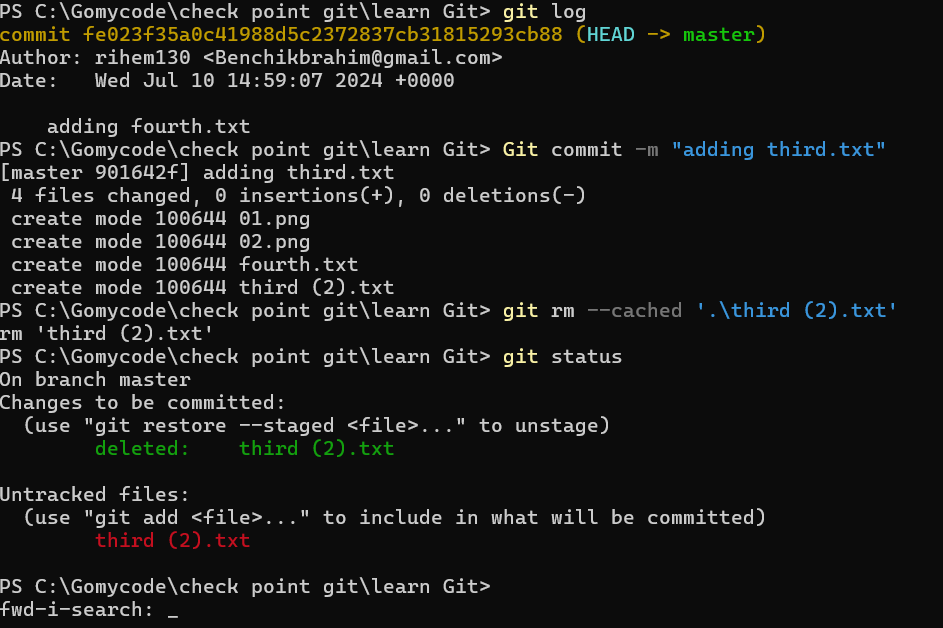 PS C:\Gomycode\check point git\learn Git> git log
commit fe023f35a0c41988d5c2372837cb31815293cb88 (HEAD -> master)
Author: rihem130 <Benchikbrahim@gmail.com>
Date:   Wed Jul 10 14:59:07 2024 +0000

    adding fourth.txt
PS C:\Gomycode\check point git\learn Git> Git commit -m "adding third.txt"
[master 901642f] adding third.txt
 4 files changed, 0 insertions(+), 0 deletions(-)
 create mode 100644 01.png
 create mode 100644 02.png
 create mode 100644 fourth.txt
 create mode 100644 third (2).txt
PS C:\Gomycode\check point git\learn Git> git rm --cached '.\third (2).txt'
rm 'third (2).txt'
PS C:\Gomycode\check point git\learn Git> git status
On branch master
Changes to be committed:
  (use "git restore --staged <file>..." to unstage)
        deleted:    third (2).txt

Untracked files:
  (use "git add <file>..." to include in what will be committed)
        third (2).txt

PS C:\Gomycode\check point git\learn Git>
fwd-i-search: _